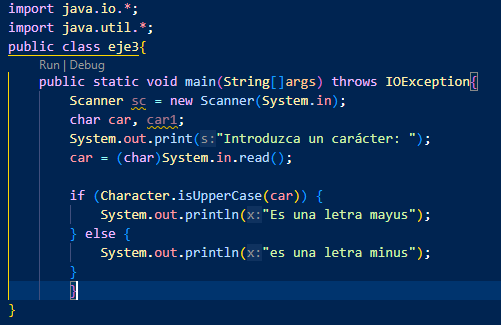 import java.io.*;
import java.util.*;
public class eje3{
Run | Debug
    public static void main(String[]args) throws IOException{
        Scanner sc = new Scanner(System.in);
        char car, car1;
        System.out.print(s:"Introduzca un carácter: ");
        car = (char)System.in.read();

        if (Character.isUpperCase(car)) {
            System.out.println(x:"Es una letra mayus");
        } else {
            System.out.println(x:"es una letra minus");
        }
        }
}